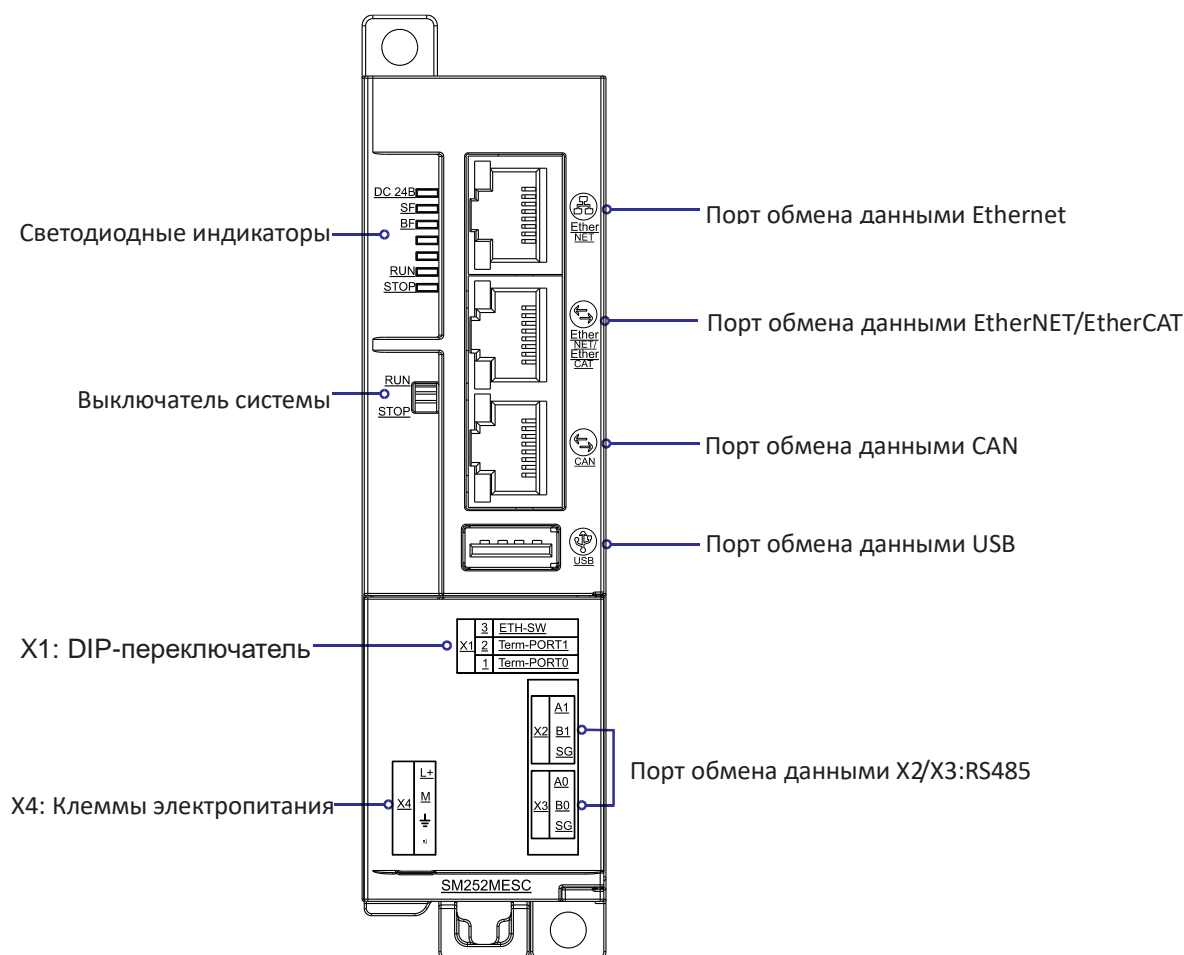 DC 24В
SF
BF
RUN
STOP
Светодиодные индикаторы
Ether
NET
Порт обмена данными Ethernet
Ether
NET/
Ether
CAT
Порт обмена данными EtherNET/EtherCAT
RUN
STOP
Выключатель системы
CAN
Порт обмена данными CAN
USB
Порт обмена данными USB
X1: DIP-переключатель
X1
3 ETH-SW
2 Term-PORT1
1 Term-PORT0
X2
A1
B1
SG
Порт обмена данными X2/X3:RS485
X3
A0
B0
SG
X4: Клеммы электропитания
X4
L+
M
SM252MESC